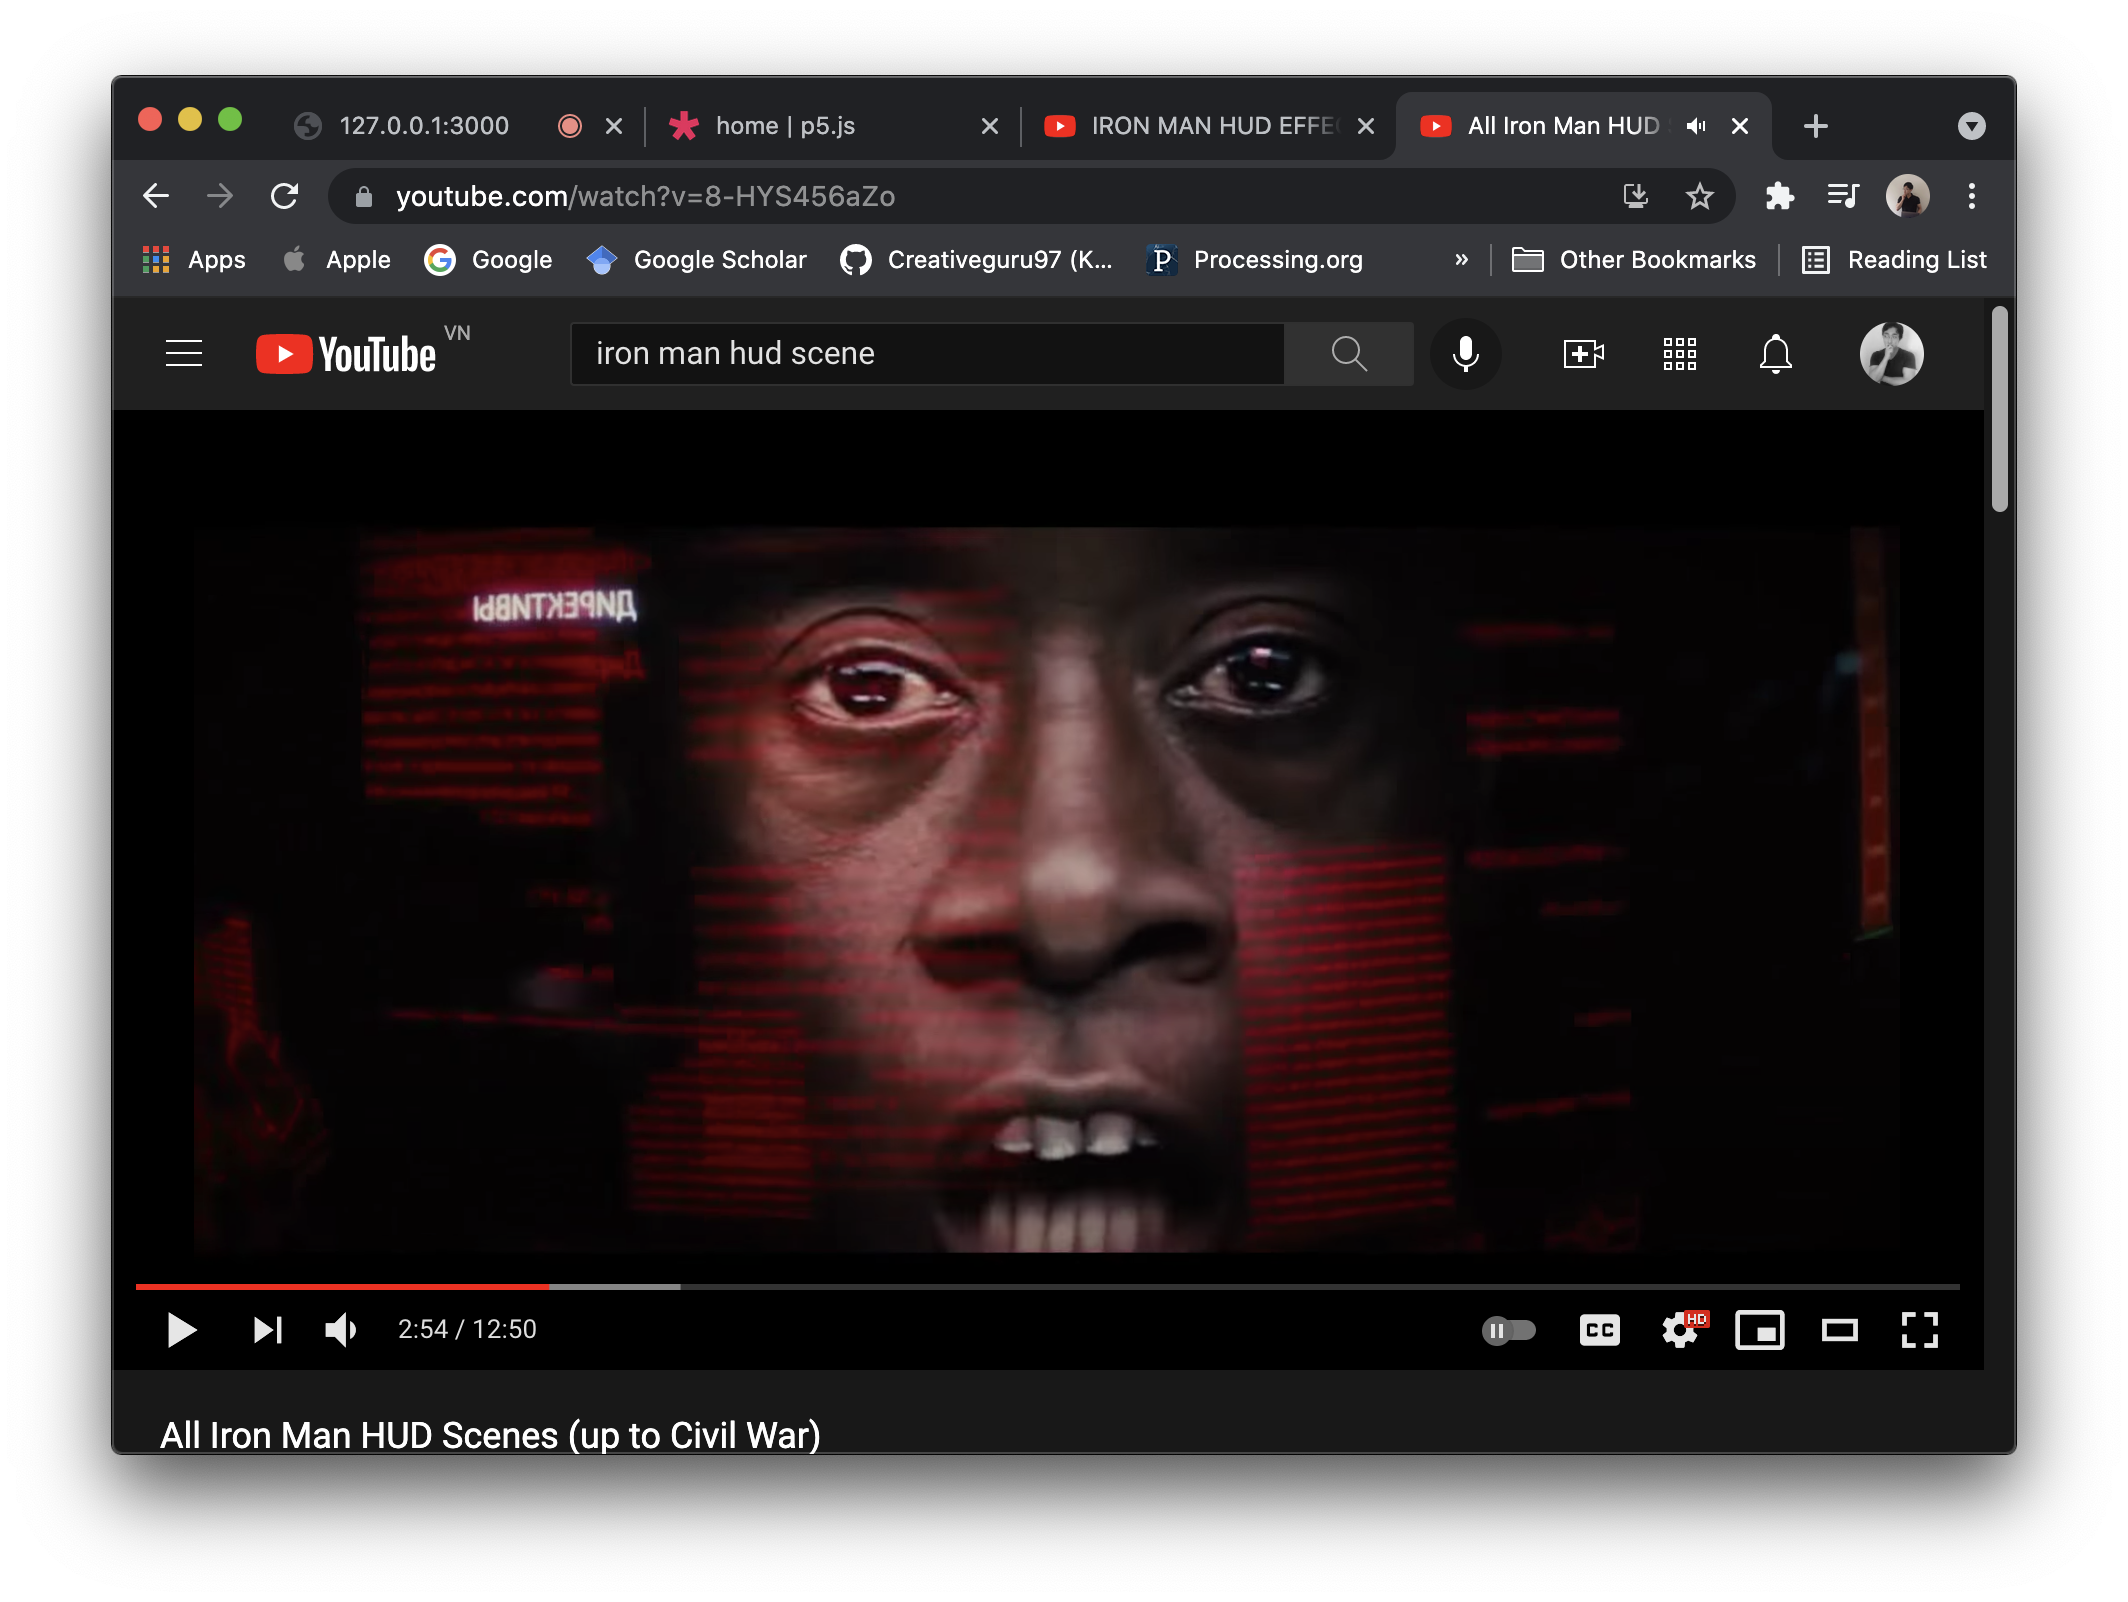 127.0.0.1:3000
home | p5.js
IRON MAN HUD EFFE
All Iron Man HUD
youtube.com/watch?v=8-HYS456aZo
Apps
Apple
Google
Google Scholar
Creativeguru97 (K...
P Processing.org
»
Other Bookmarks
Reading List
YouTube VN
iron man hud scene
ДИРЕКТИВЫ
2:54 / 12:50
CC
HD
All Iron Man HUD Scenes (up to Civil War)